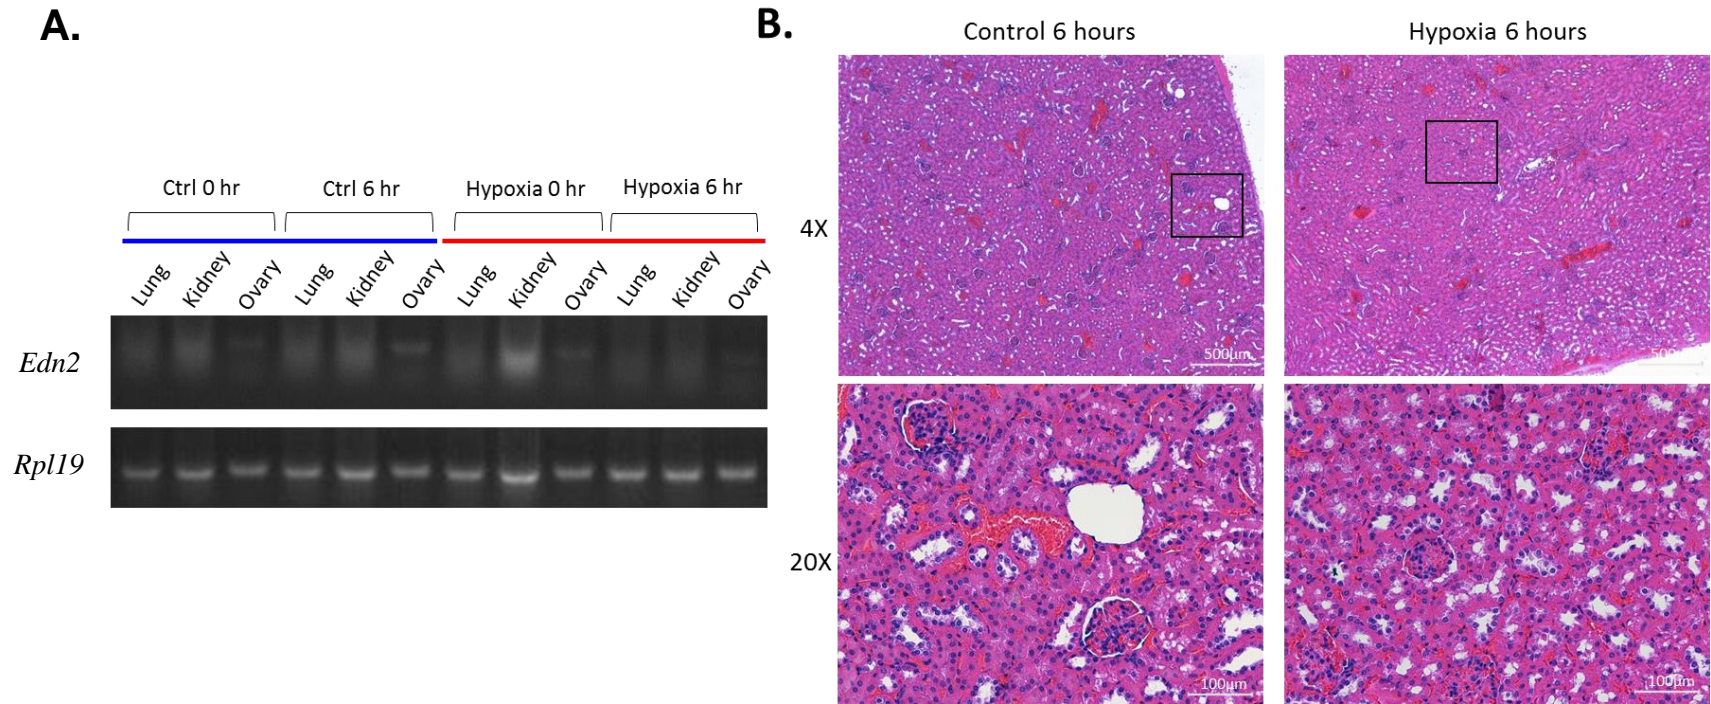 A.
Ctrl 0 hr
Ctrl 6 hr
Hypoxia 0 hr
Hypoxia 6 hr
Lung
Kidney
Ovary
Lung
Kidney
Ovary
Lung
Kidney
Ovary
Lung
Kidney
Ovary
Edn2
Rpl19
B.
Control 6 hours
Hypoxia 6 hours
4X
500μm
20X
100μm
100μm